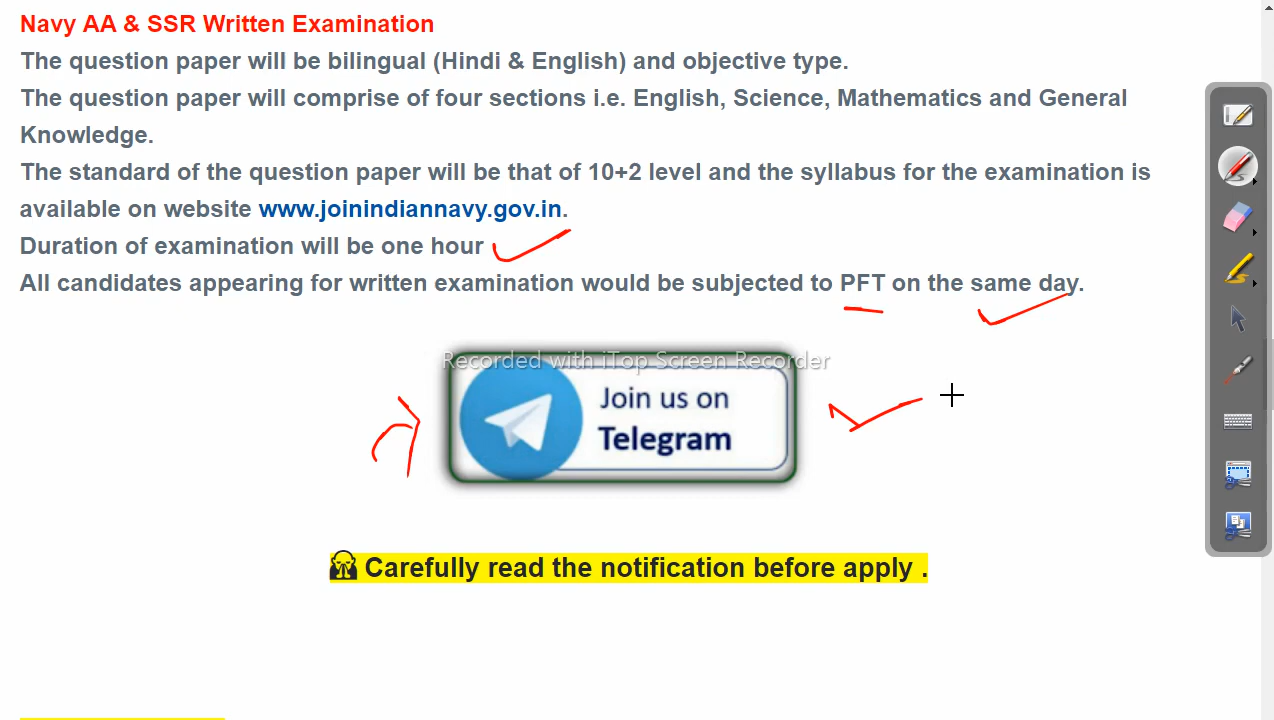 Navy AA & SSR Written Examination
The question paper will be bilingual (Hindi & English) and objective type.
The question paper will comprise of four sections i.e. English, Science, Mathematics and General
Knowledge.
The standard of the question paper will be that of 10+2 level and the syllabus for the examination is
available on website www.joinindiannavy.gov.in.
Duration of examination will be one hour
All candidates appearing for written examination would be subjected to PFT on the same day.
Recorded with iTop Screen Recorder
Join us on
Telegram
Carefully read the notification before apply .